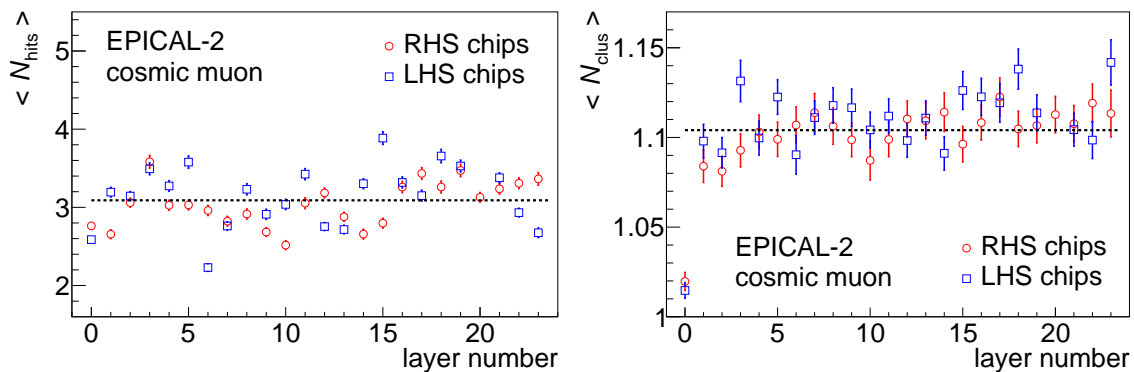 < N_hits >
5
4
3
2
EPICAL-2
cosmic muon
RHS chips
LHS chips
0 5 10 15 20
layer number
< N_clus >
1.15
1.1
1.05
1
EPICAL-2
cosmic muon
RHS chips
LHS chips
0 5 10 15 20
layer number